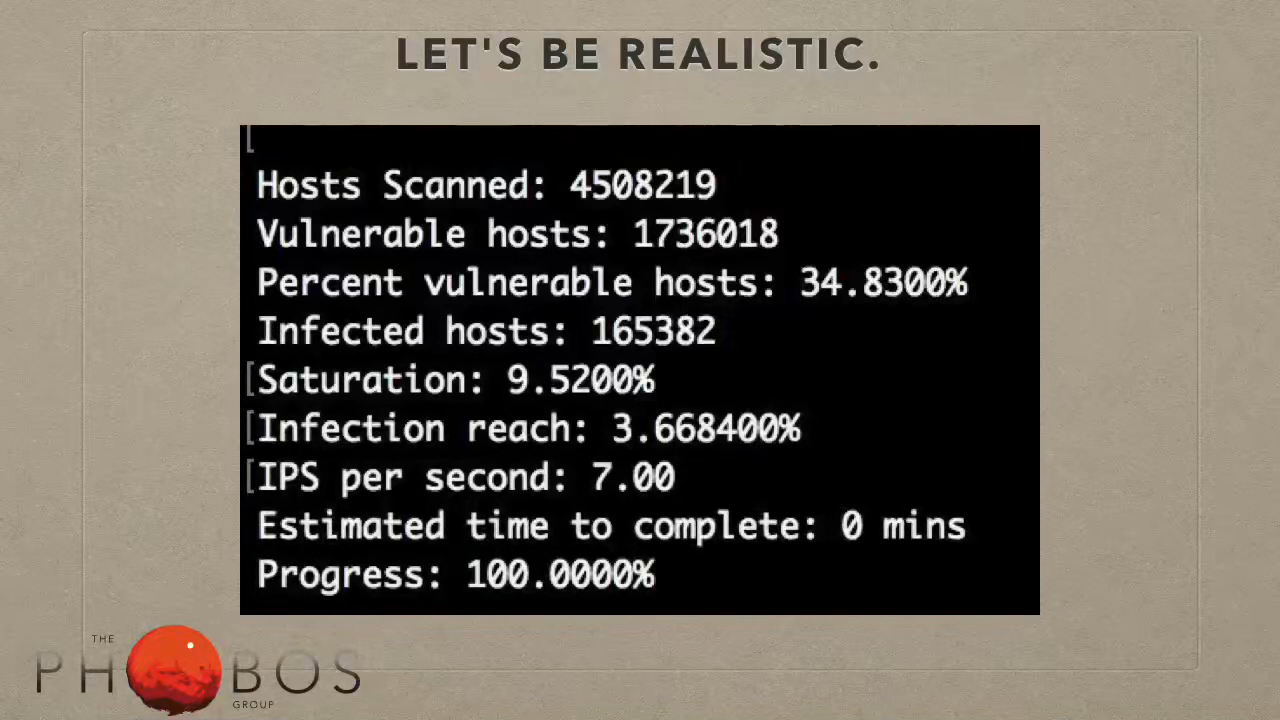 LET'S BE REALISTIC.
[
Hosts Scanned: 4508219
Vulnerable hosts: 1736018
Percent vulnerable hosts: 34.8300%
Infected hosts: 165382
[Saturation: 9.5200%
[Infection reach: 3.668400%
[IPS per second: 7.00
Estimated time to complete: 0 mins
Progress: 100.0000%
THE
PHOBOS
GROUP